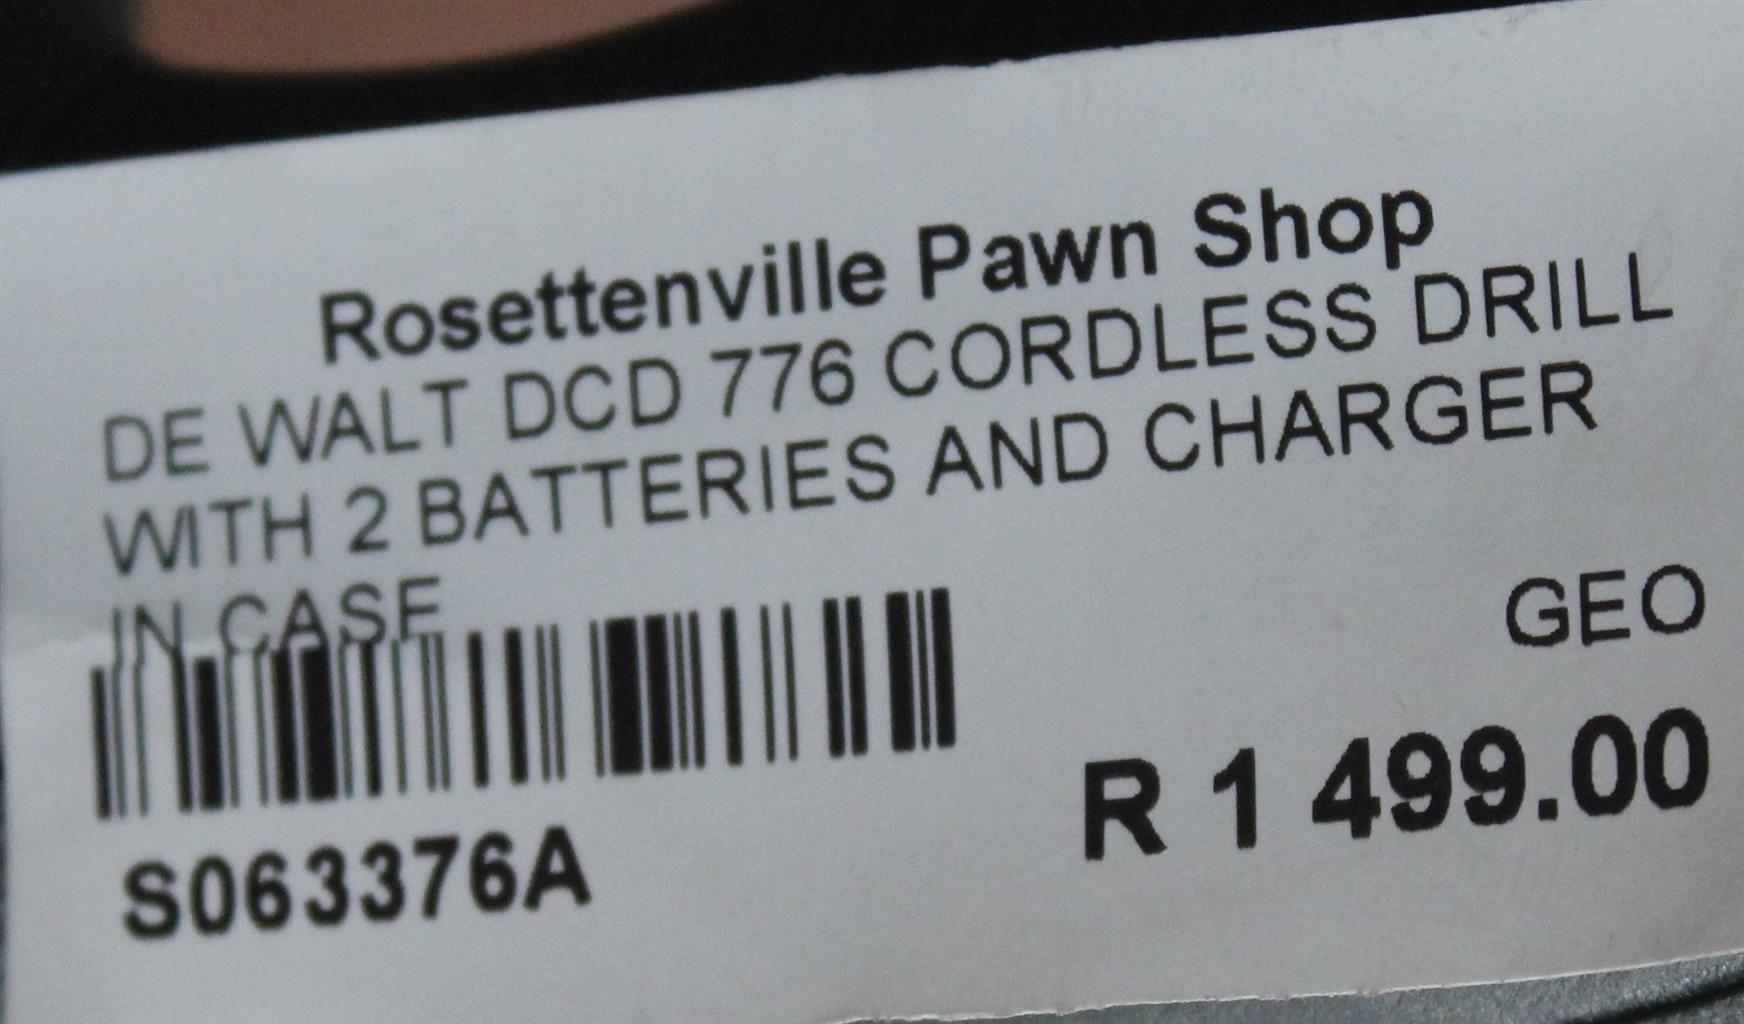 Rosettenville Pawn Shop
DE WALT DCD 776 CORDLESS DRILL
WITH 2 BATTERIES AND CHARGER
IN CASE
GEO
R 1 499.00
S063376A